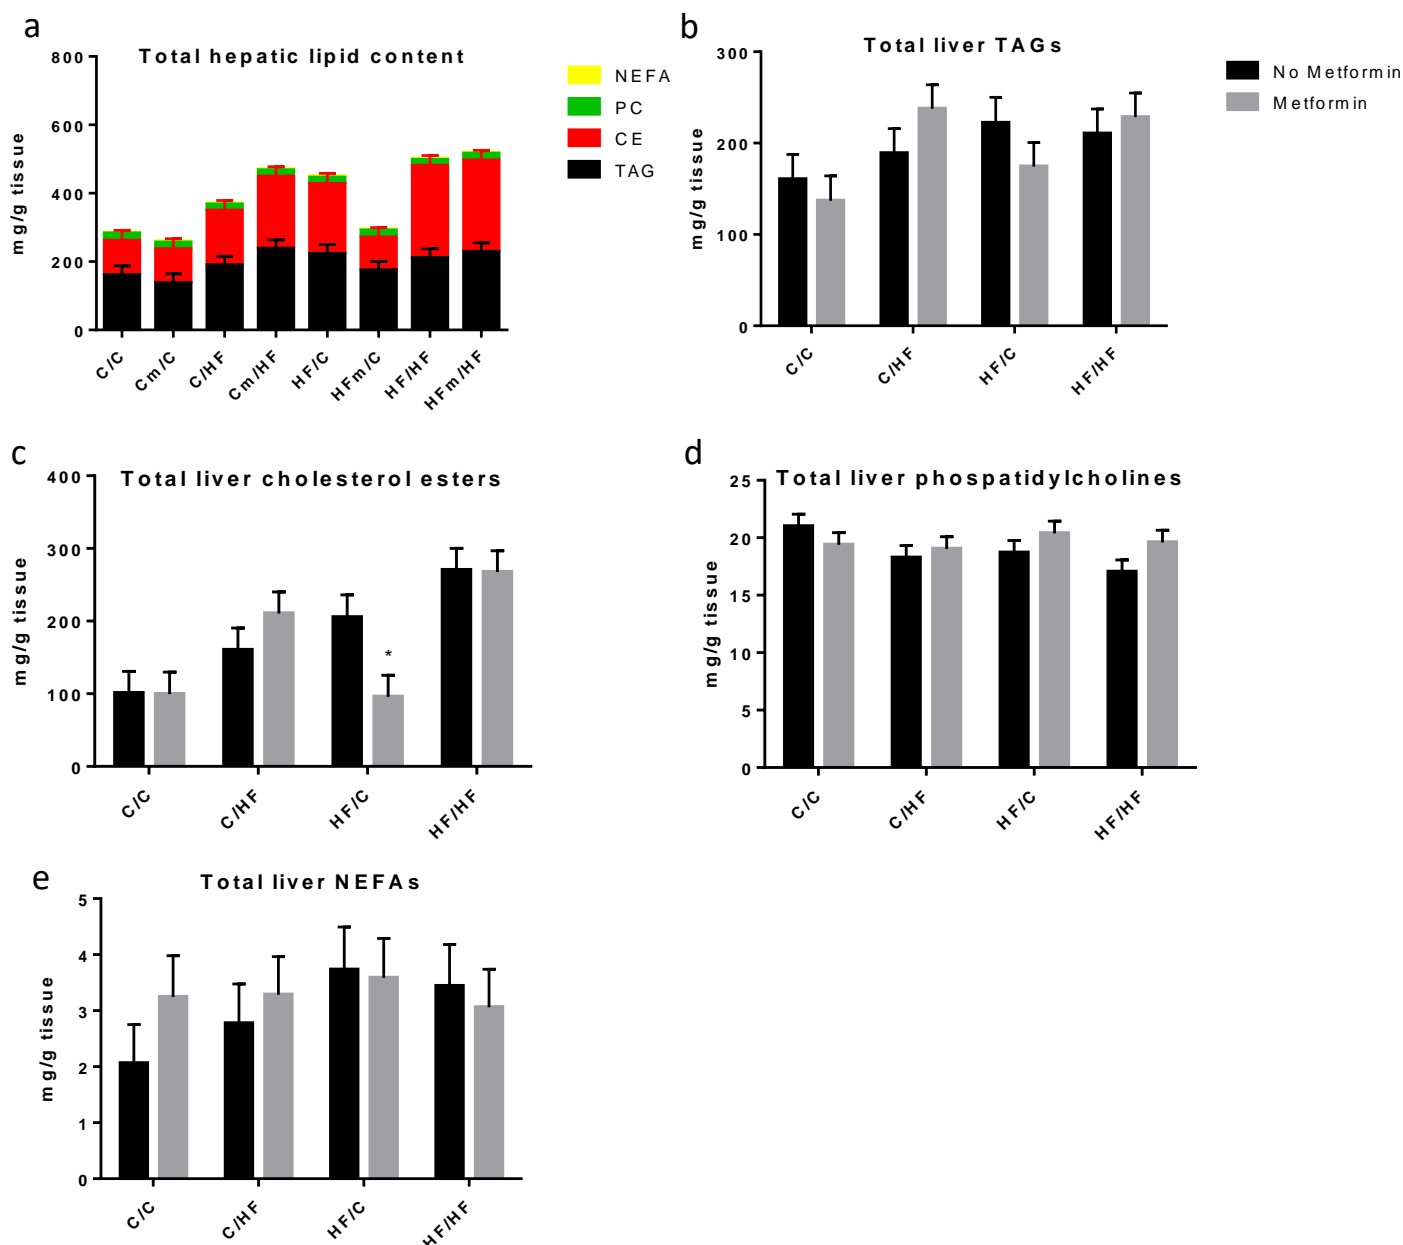 a
Total hepatic lipid content
800
600
400
200
0
mg/g tissue
C/C
Cm/C
C/HF
Cm/HF
HF/C
HFm/C
HF/HF
HFm/HF
NEFA
PC
CE
TAG
b
Total liver TAGs
300
200
100
0
mg/g tissue
C/C
C/HF
HF/C
HF/HF
No Metformin
Metformin
c
Total liver cholesterol esters
400
300
200
100
0
mg/g tissue
*
C/C
C/HF
HF/C
HF/HF
d
Total liver phospatidylcholines
25
20
15
10
5
0
mg/g tissue
C/C
C/HF
HF/C
HF/HF
e
Total liver NEFAs
5
4
3
2
1
0
mg/g tissue
C/C
C/HF
HF/C
HF/HF